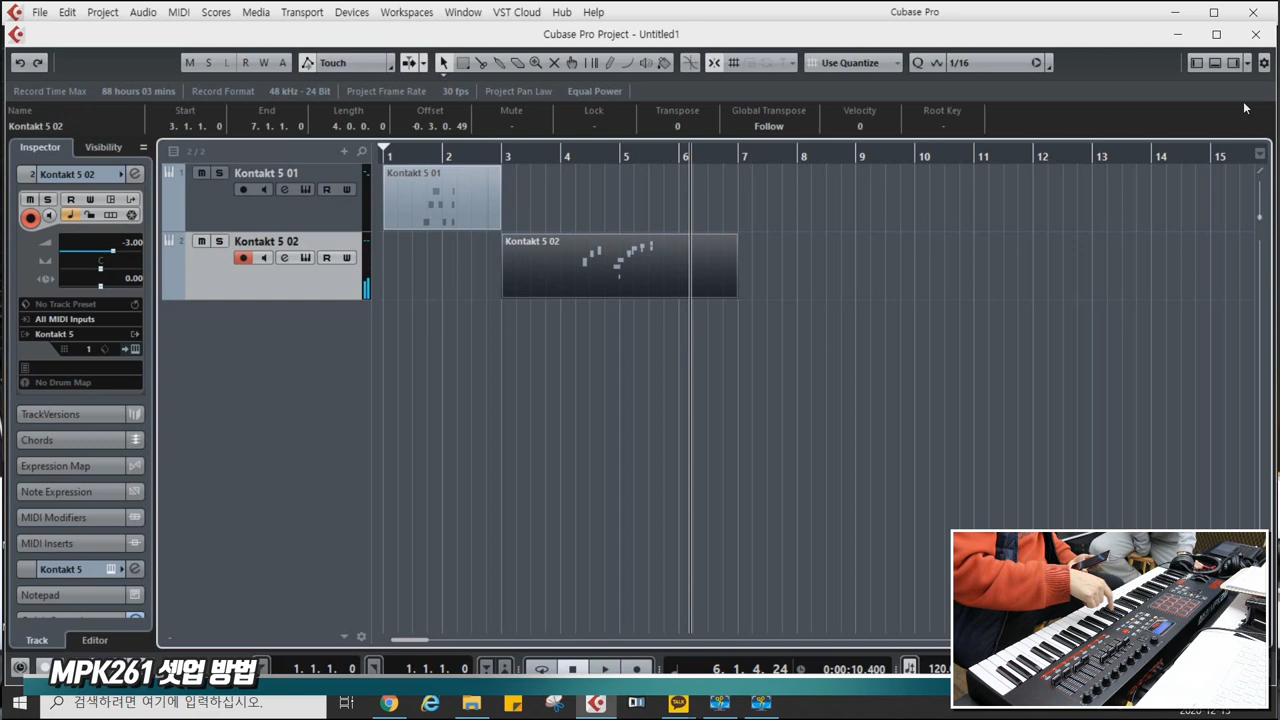 File Edit Project Audio MIDI Scores Media Transport Devices Workspaces Window VST Cloud Hub Help Cubase Pro
Cubase Pro Project - Untitled1
M S L R W A Touch Use Quantize Q 1/16
Record Time Max 88 hours 03 mins Record Format 48 kHz - 24 Bit Project Frame Rate 30 fps Project Pan Law Equal Power
Name Start End Length Offset Mute Lock Transpose Global Transpose Velocity Root Key
Kontakt 5 02 3. 1. 1. 0 7. 1. 1. 0 4. 0. 0. 0 -0. 3. 0. 49 - - 0 Follow 0 -
Inspector Visibility 2 / 2 1 2 3 4 5 6 7 8 9 10 11 12 13 14 15
2 Kontakt 5 02 1 M S Kontakt 5 01 Kontakt 5 01
R W
M S R W
-3.00 2 M S Kontakt 5 02 Kontakt 5 02
C R W
0.00
No Track Preset
All MIDI Inputs
Kontakt 5
1
No Drum Map
TrackVersions
Chords
Expression Map
Note Expression
MIDI Modifiers
MIDI Inserts
Kontakt 5
Notepad
Track Editor
MPK261 셋업 방법 1. 1. 1. 0 1. 1. 1. 0 6. 1. 4. 24 0:00:10.400 120.
검색하려면 여기에 입력하십시오. TALK